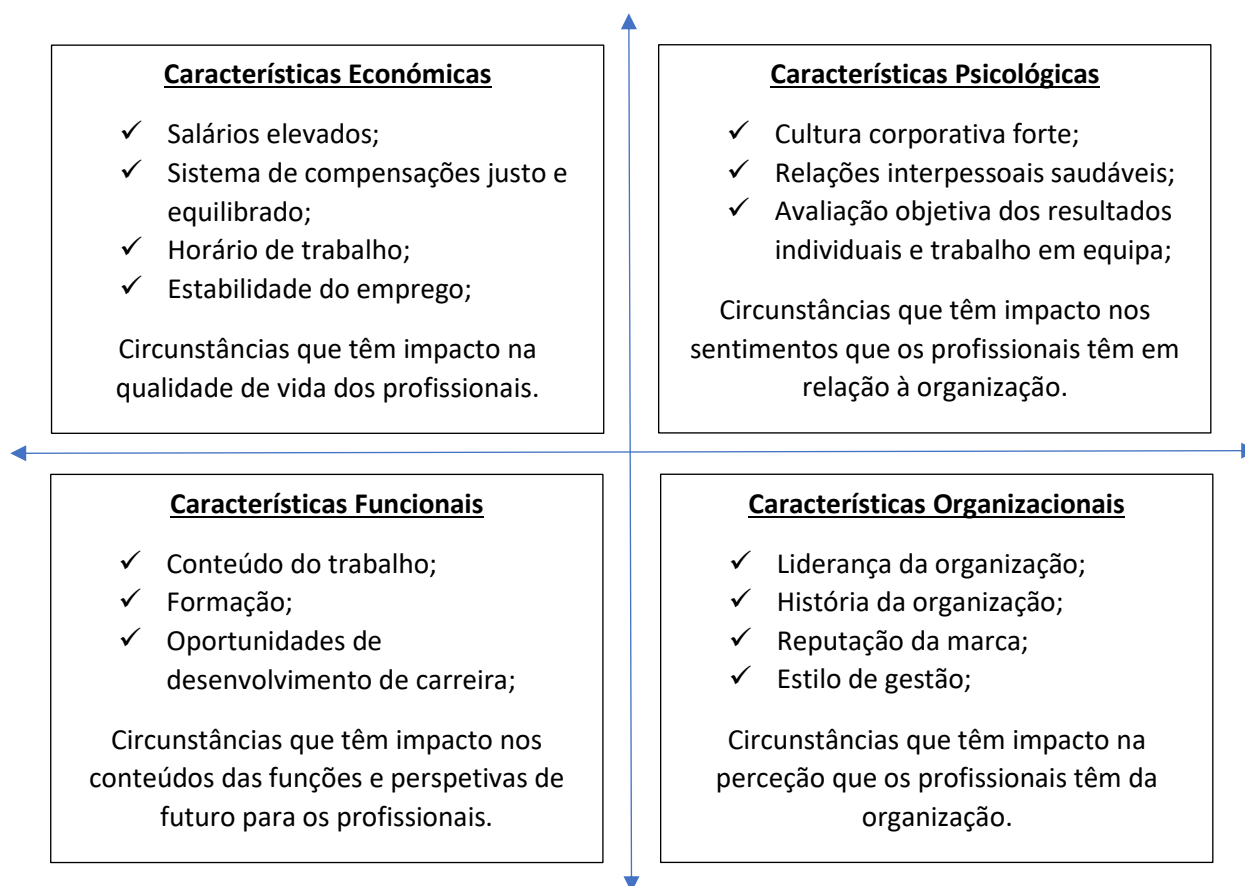 Características Económicas
✓ Salários elevados;
✓ Sistema de compensações justo e
equilibrado;
✓ Horário de trabalho;
✓ Estabilidade do emprego;
Circunstâncias que têm impacto na
qualidade de vida dos profissionais.
Características Psicológicas
✓ Cultura corporativa forte;
✓ Relações interpessoais saudáveis;
✓ Avaliação objetiva dos resultados
individuais e trabalho em equipa;
Circunstâncias que têm impacto nos
sentimentos que os profissionais têm em
relação à organização.
Características Funcionais
✓ Conteúdo do trabalho;
✓ Formação;
✓ Oportunidades de
desenvolvimento de carreira;
Circunstâncias que têm impacto nos
conteúdos das funções e perspetivas de
futuro para os profissionais.
Características Organizacionais
✓ Liderança da organização;
✓ História da organização;
✓ Reputação da marca;
✓ Estilo de gestão;
Circunstâncias que têm impacto na
perceção que os profissionais têm da
organização.